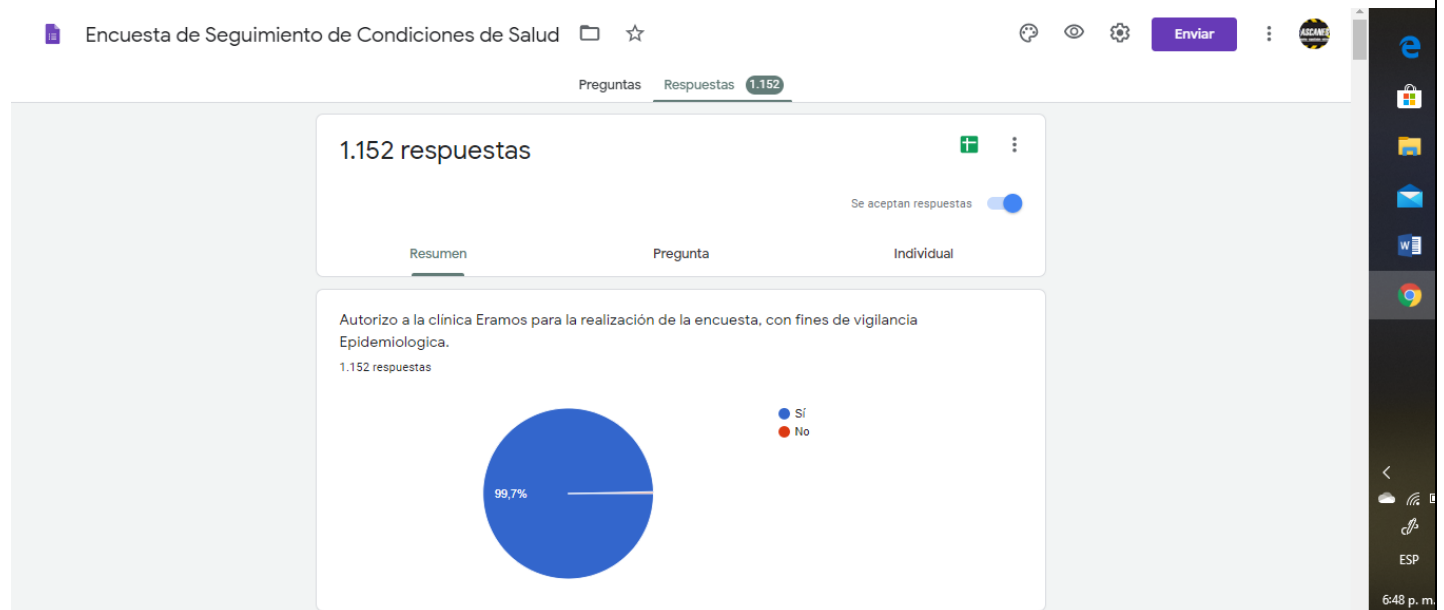 Encuesta de Seguimiento de Condiciones de Salud
Enviar
ASCANIO
Preguntas Respuestas 1.152
1.152 respuestas
Se aceptan respuestas
Resumen Pregunta Individual
Autorizo a la clínica Eramos para la realización de la encuesta, con fines de vigilancia
Epidemiologica.
1.152 respuestas
Sí
No
99,7%
ESP
6:48 p. m.